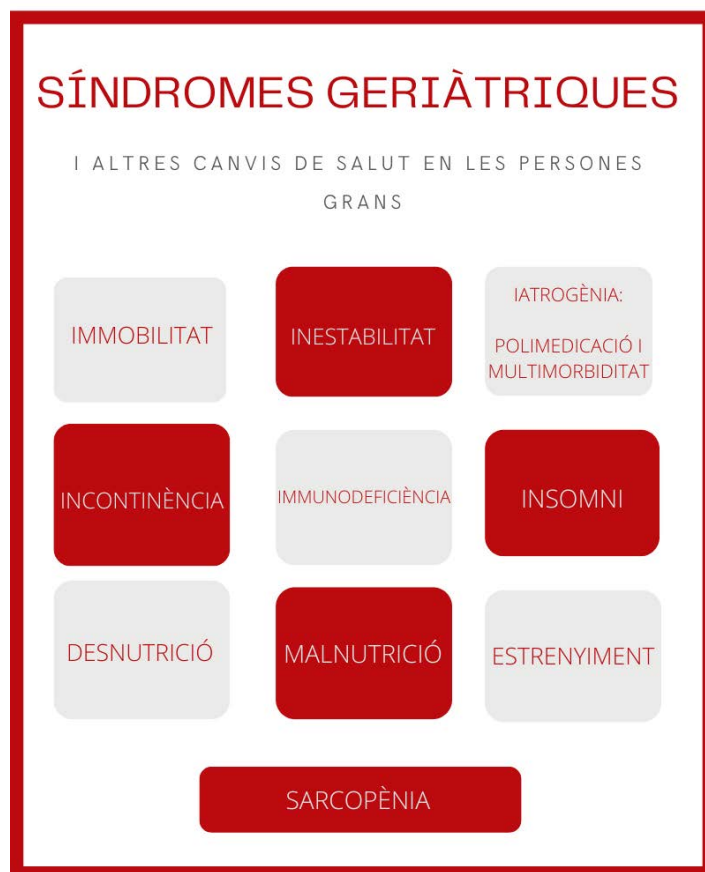 SÍNDROMES GERIÀTRIQUES
I ALTRES CANVIS DE SALUT EN LES PERSONES
GRANS
IMMOBILITAT
INESTABILITAT
IATROGÈNIA:
POLIMEDICACIÓ I
MULTIMORBIDITAT
INCONTINÈNCIA
IMMUNODEFICIÈNCIA
INSOMNI
DESNUTRICIÓ
MALNUTRICIÓ
ESTRENYIMENT
SARCOPÈNIA